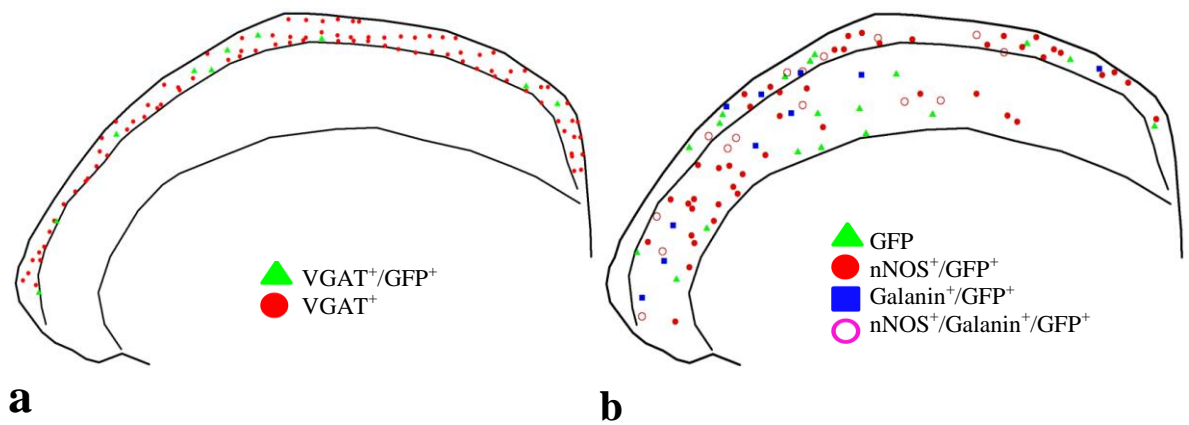 VGAT⁺/GFP⁺
VGAT⁺
a
GFP
nNOS⁺/GFP⁺
Galanin⁺/GFP⁺
nNOS⁺/Galanin⁺/GFP⁺
b